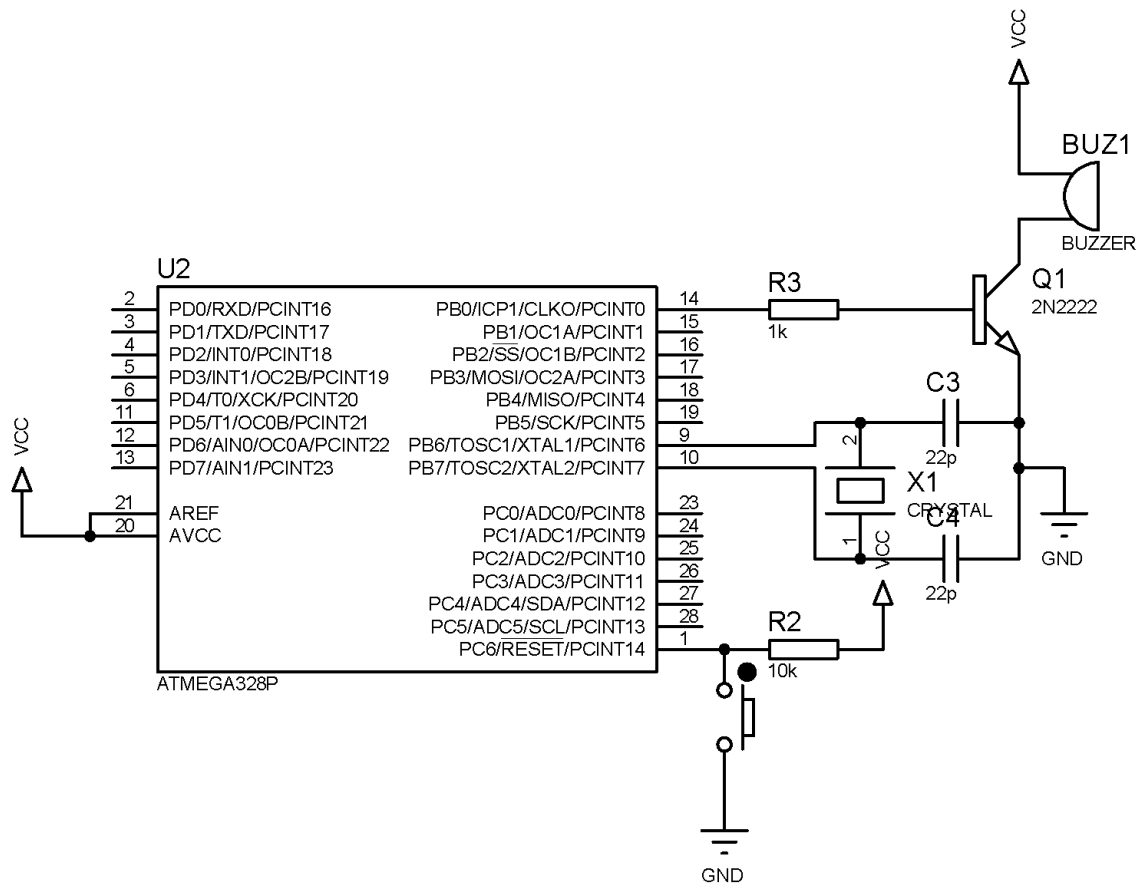 VCC
BUZ1
BUZZER
Q1
2N2222
U2
R3
1k
2 PD0/RXD/PCINT16
3 PD1/TXD/PCINT17
4 PD2/INT0/PCINT18
5 PD3/INT1/OC2B/PCINT19
6 PD4/T0/XCK/PCINT20
11 PD5/T1/OC0B/PCINT21
12 PD6/AIN0/OC0A/PCINT22
13 PD7/AIN1/PCINT23
21 AREF
20 AVCC
VCC
PB0/ICP1/CLKO/PCINT0 14
PB1/OC1A/PCINT1 15
PB2/SS/OC1B/PCINT2 16
PB3/MOSI/OC2A/PCINT3 17
PB4/MISO/PCINT4 18
PB5/SCK/PCINT5 19
PB6/TOSC1/XTAL1/PCINT6 9
PB7/TOSC2/XTAL2/PCINT7 10
PC0/ADC0/PCINT8 23
PC1/ADC1/PCINT9 24
PC2/ADC2/PCINT10 25
PC3/ADC3/PCINT11 26
PC4/ADC4/SDA/PCINT12 27
PC5/ADC5/SCL/PCINT13 28
PC6/RESET/PCINT14 1
ATMEGA328P
C3
22p
2
X1
CRYSTAL
1
C4
22p
VCC
GND
R2
10k
GND